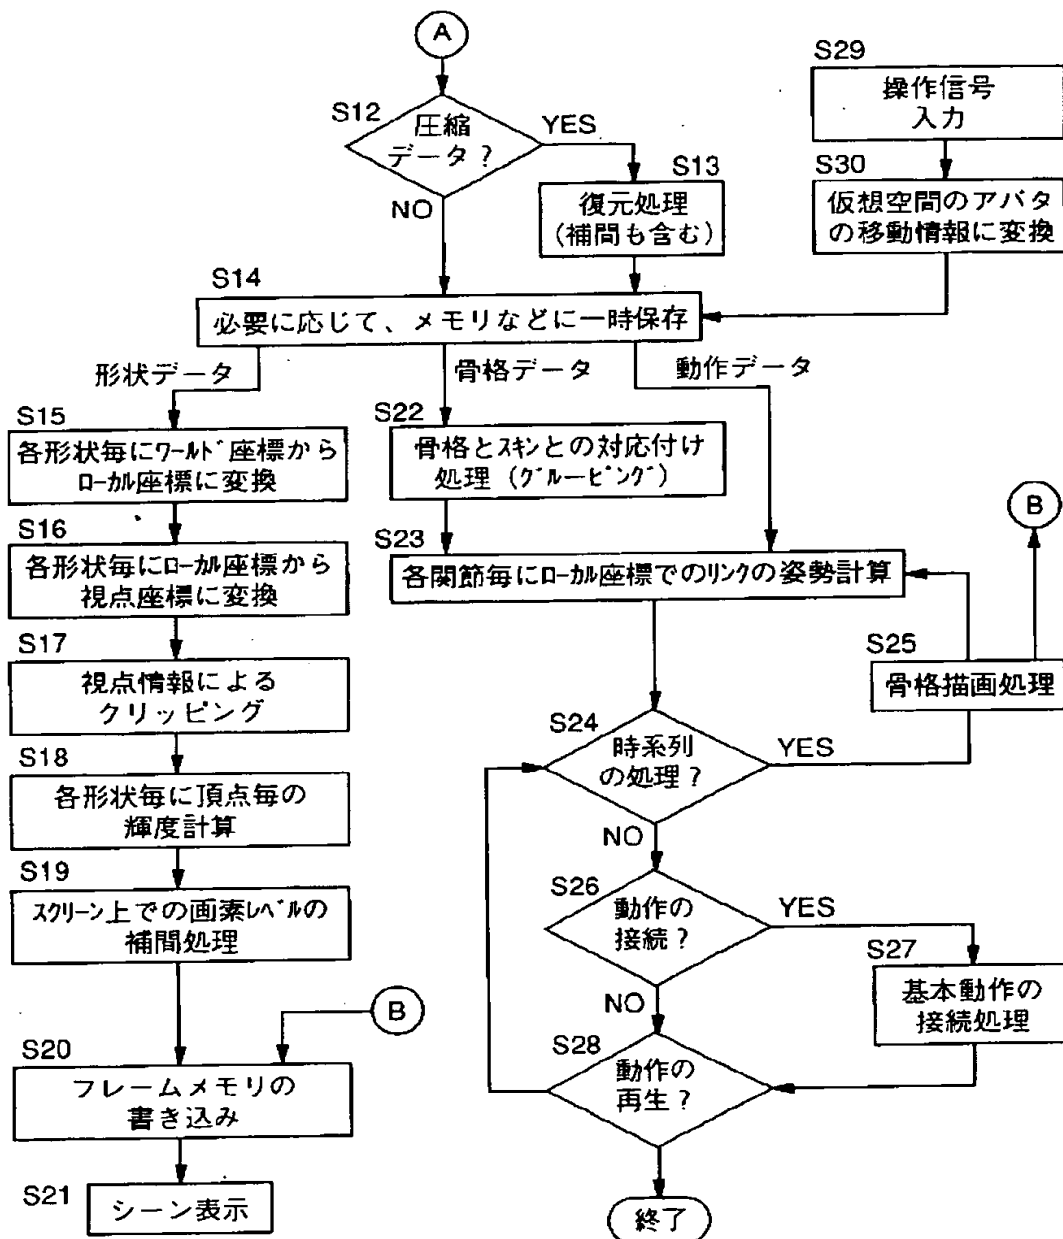 A
S12
圧縮
データ?
YES
NO
S13
復元処理
(補間も含む)
S29
操作信号
入力
S30
仮想空間のアバタ
の移動情報に変換
S14
必要に応じて、メモリなどに一時保存
形状データ
骨格データ
動作データ
S15
各形状毎にワールド座標から
ローカル座標に変換
S16
各形状毎にローカル座標から
視点座標に変換
S17
視点情報による
クリッピング
S18
各形状毎に頂点毎の
輝度計算
S19
スクリーン上での画素レベルの
補間処理
B
S20
フレームメモリの
書き込み
S21
シーン表示
S22
骨格とスキンとの対応付け
処理(グルーピング)
S23
各関節毎にローカル座標でのリンクの姿勢計算
B
S25
骨格描画処理
S24
時系列
の処理?
YES
NO
S26
動作の
接続?
YES
NO
S27
基本動作の
接続処理
S28
動作の
再生?
終了